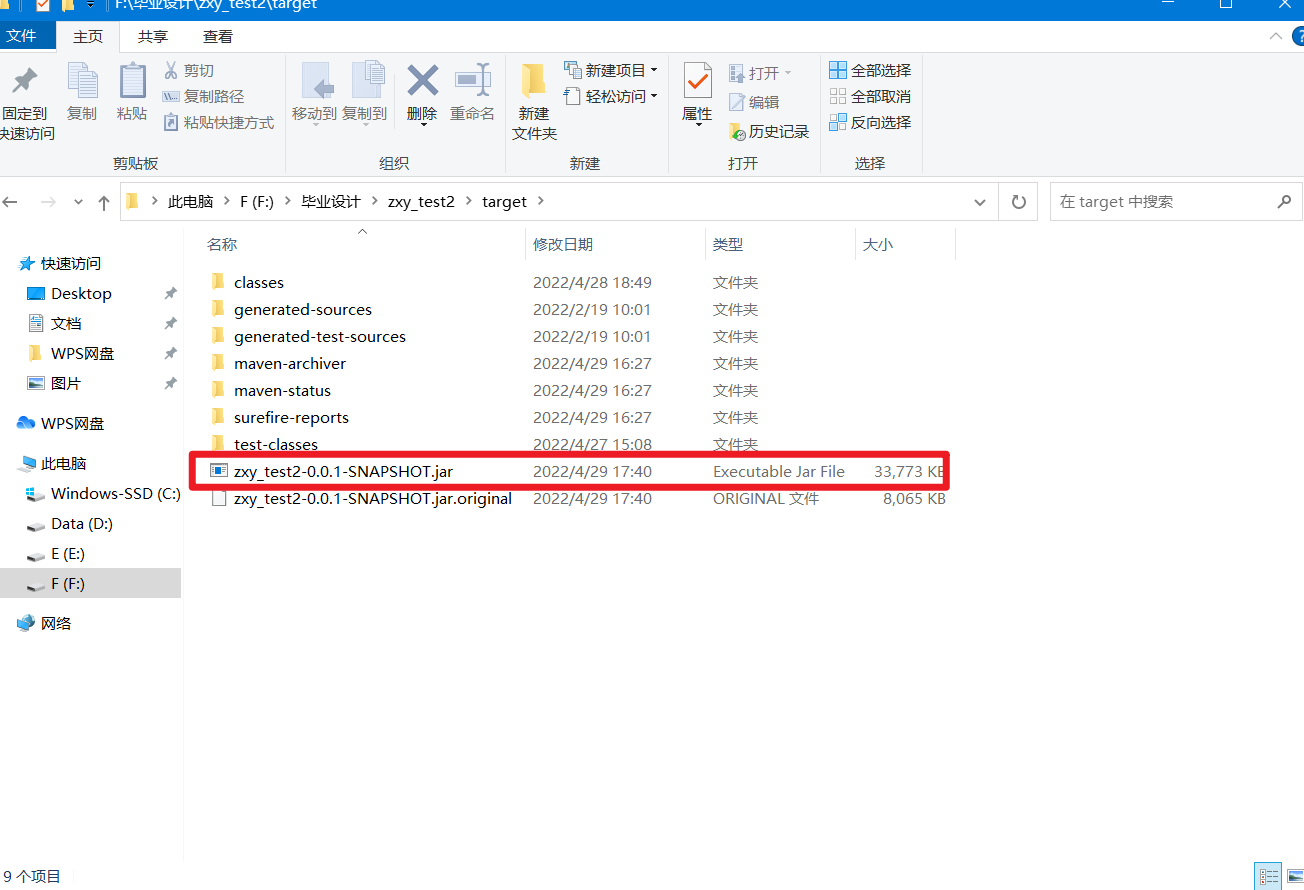 F:\毕业设计\zxy_test2\target
文件 主页 共享 查看
固定到快速访问
复制
粘贴
剪切
复制路径
粘贴快捷方式
剪贴板
移动到
复制到
删除
重命名
组织
新建文件夹
新建项目
轻松访问
新建
属性
打开
编辑
历史记录
打开
全部选择
全部取消
反向选择
选择
此电脑 F (F:) 毕业设计 zxy_test2 target
在 target 中搜索
快速访问
Desktop
文档
WPS网盘
图片
WPS网盘
此电脑
Windows-SSD (C:)
Data (D:)
E (E:)
F (F:)
网络
名称 修改日期 类型 大小
classes 2022/4/28 18:49 文件夹
generated-sources 2022/2/19 10:01 文件夹
generated-test-sources 2022/2/19 10:01 文件夹
maven-archiver 2022/4/29 16:27 文件夹
maven-status 2022/4/29 16:27 文件夹
surefire-reports 2022/4/29 16:27 文件夹
test-classes 2022/4/27 15:08 文件夹
zxy_test2-0.0.1-SNAPSHOT.jar 2022/4/29 17:40 Executable Jar File 33,773 KB
zxy_test2-0.0.1-SNAPSHOT.jar.original 2022/4/29 17:40 ORIGINAL 文件 8,065 KB
9 个项目